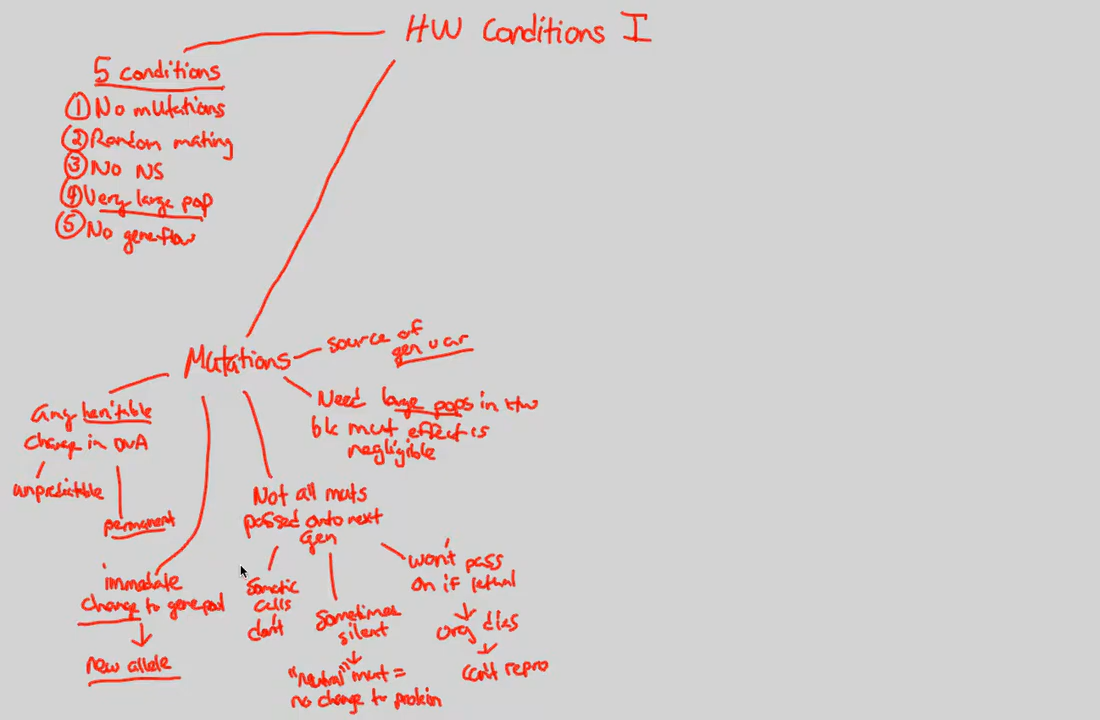 HW Conditions I
5 conditions
① No mutations
② Random mating
③ No NS
④ Very large pop
⑤ No gene flow
Mutations
source of
gen var
Need large pops in HW
b/c mut effect is
negligible
any heritable
change in DNA
unpredictable
permanent
immediate
change to genepool
new allele
Not all muts
passed onto next
gen
Somatic
cells
don't
Sometimes
silent
"neutral" mut =
no change to protein
won't pass
on if lethal
org dies
can't repro